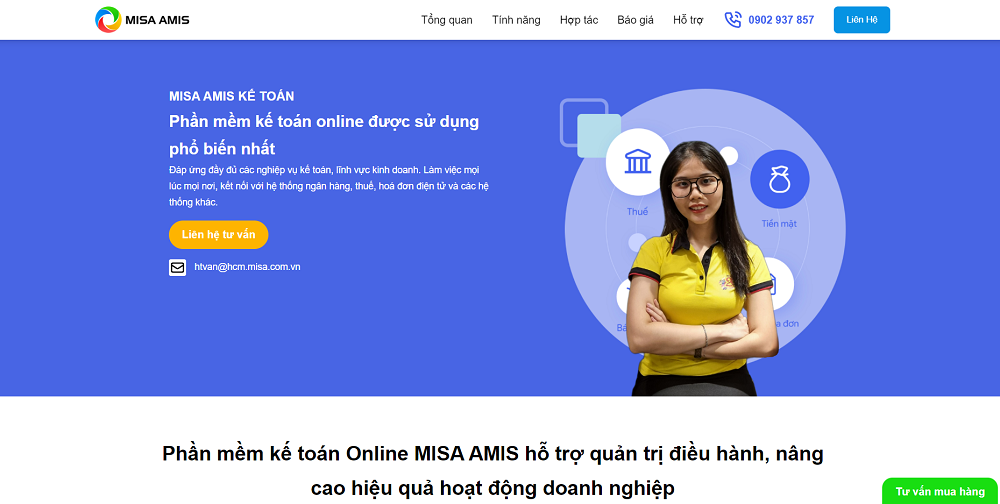 MISA AMIS
Tổng quan
Tính năng
Hợp tác
Báo giá
Hỗ trợ
0902 937 857
Liên Hệ
MISA AMIS KẾ TOÁN
Phần mềm kế toán online được sử dụng
phổ biến nhất
Đáp ứng đầy đủ các nghiệp vụ kế toán, lĩnh vực kinh doanh. Làm việc mọi
lúc mọi nơi, kết nối với hệ thống ngân hàng, thuế, hoá đơn điện tử và các hệ
thống khác.
Liên hệ tư vấn
htvan@hcm.misa.com.vn
Thuế
Tiền mặt
đơn
Phần mềm kế toán Online MISA AMIS hỗ trợ quản trị điều hành, nâng
cao hiệu quả hoạt động doanh nghiệp
Tư vấn mua hàng